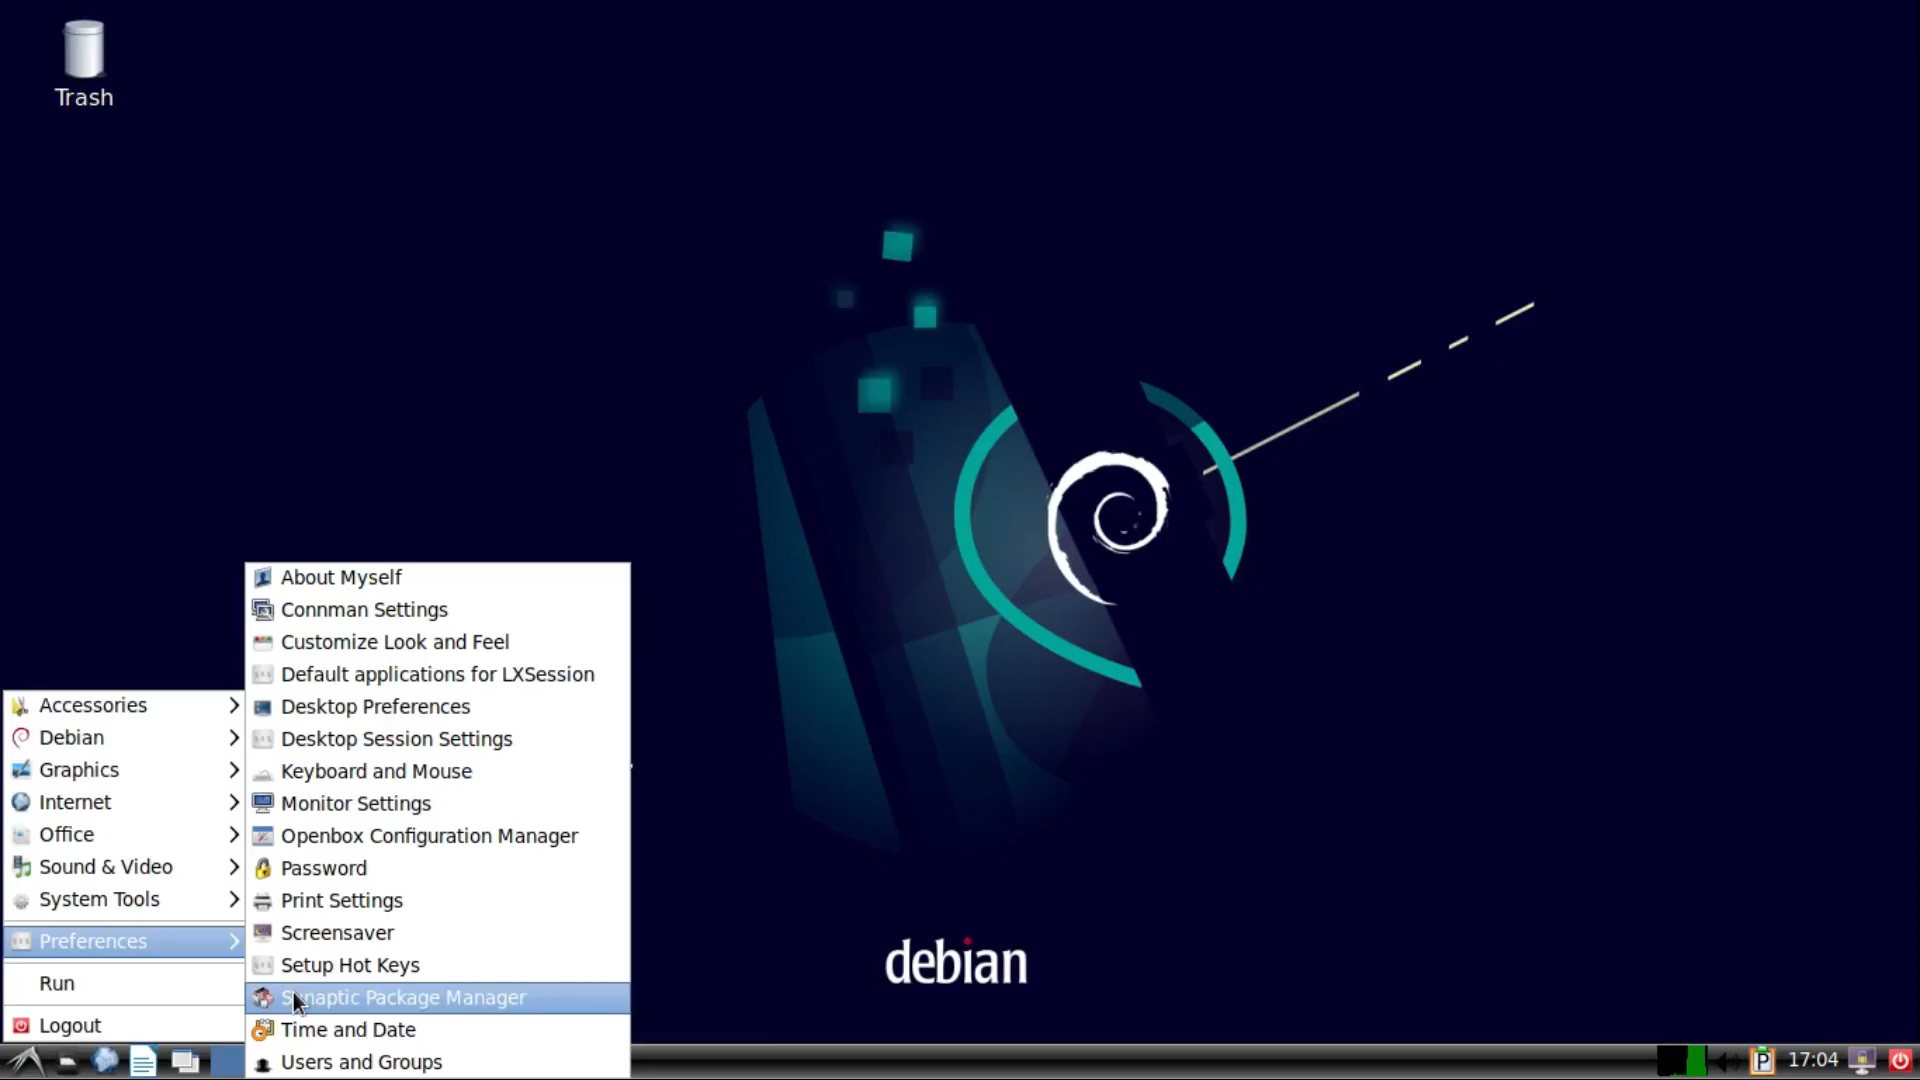 Trash
About Myself
Connman Settings
Customize Look and Feel
Default applications for LXSession
Desktop Preferences
Desktop Session Settings
Keyboard and Mouse
Monitor Settings
Openbox Configuration Manager
Password
Print Settings
Screensaver
Setup Hot Keys
Synaptic Package Manager
Time and Date
Users and Groups
Accessories
Debian
Graphics
Internet
Office
Sound & Video
System Tools
Preferences
Run
Logout
debian
P
17:04